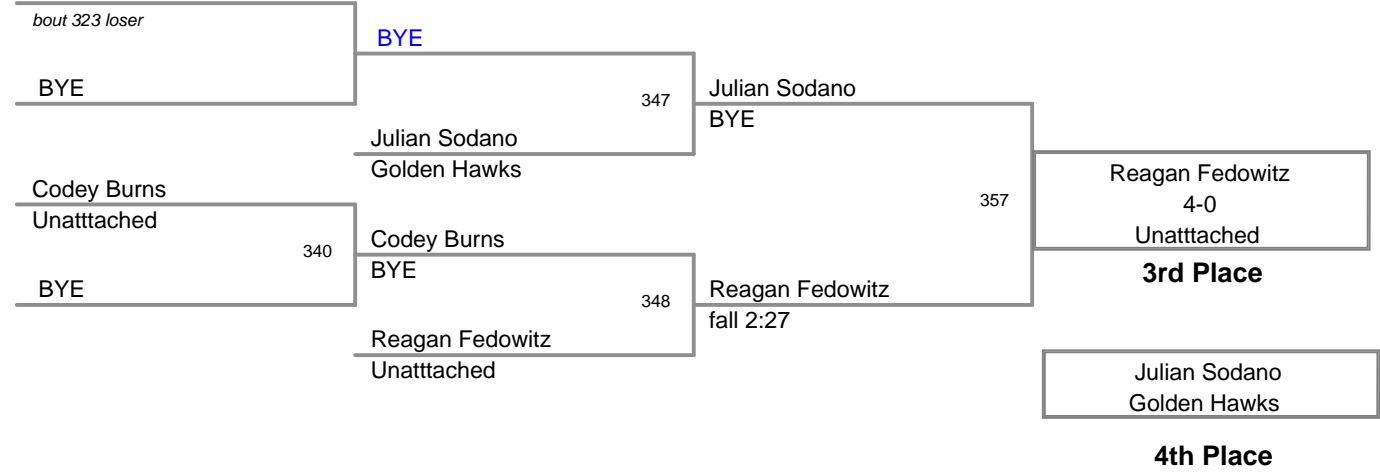 bout 323 loser
BYE
BYE
347
Julian Sodano
Golden Hawks
Julian Sodano
BYE
Codey Burns
Unatttached
340
BYE
Codey Burns
BYE
348
Reagan Fedowitz
Unatttached
Reagan Fedowitz
fall 2:27
357
Reagan Fedowitz
4-0
Unatttached
3rd Place
Julian Sodano
Golden Hawks
4th Place